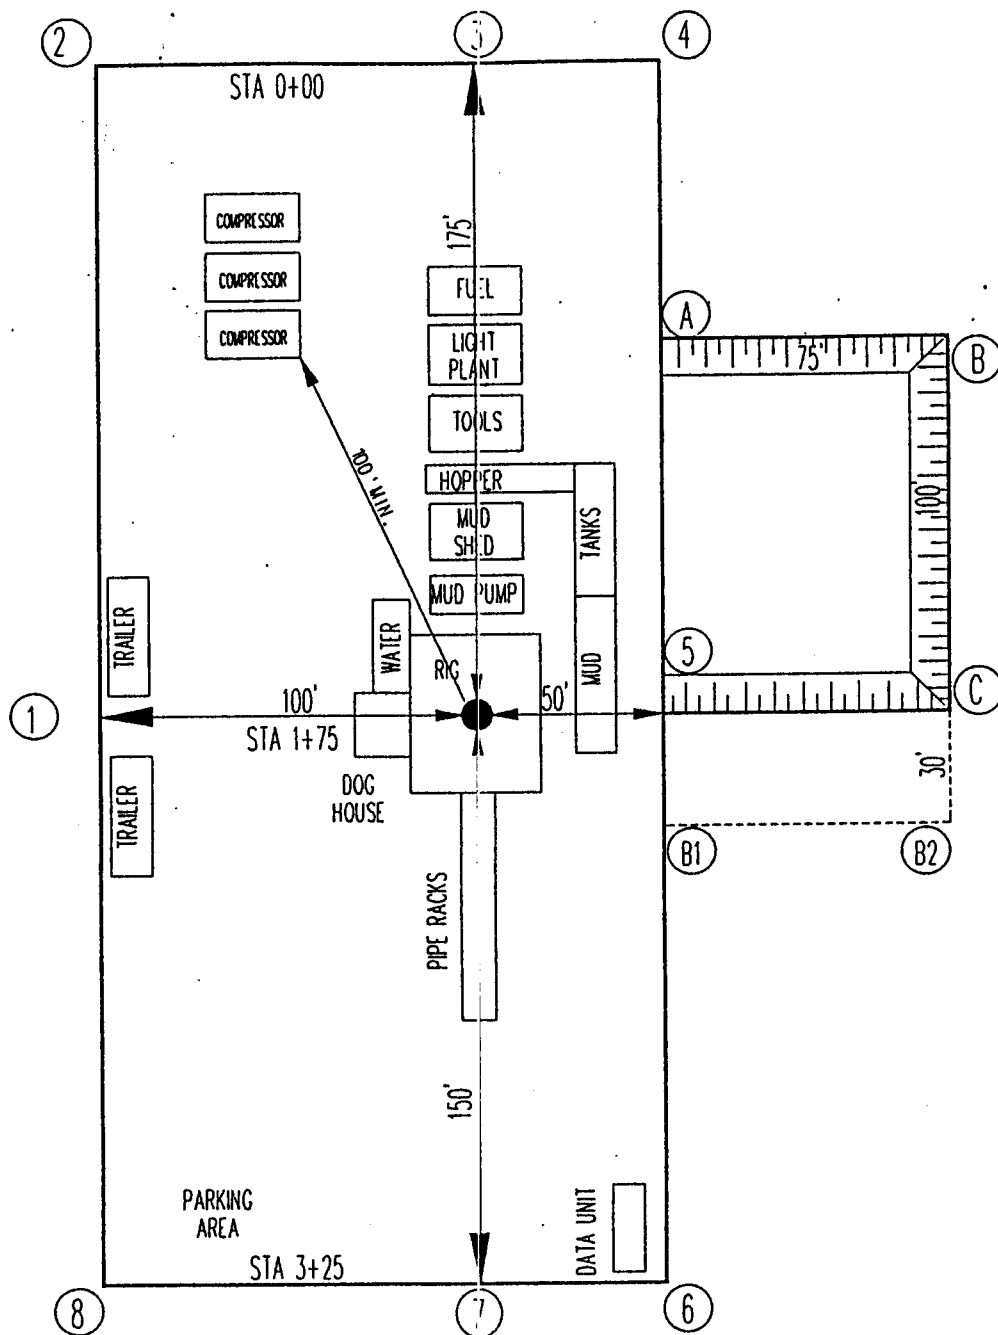 2
3
4
STA 0+00
COMPRESSOR
COMPRESSOR
COMPRESSOR
175'
FUEL
LIGHT
PLANT
TOOLS
HOPPER
MUD
SHED
MUD PUMP
100' MIN.
TANKS
MUD
A
75'
B
100'
5
C
30'
B1
B2
TRAILER
WATER
RIG
1
100'
50'
STA 1+75
DOG
HOUSE
TRAILER
PIPE RACKS
150'
PARKING
AREA
DATA UNIT
STA 3+25
8
7
6